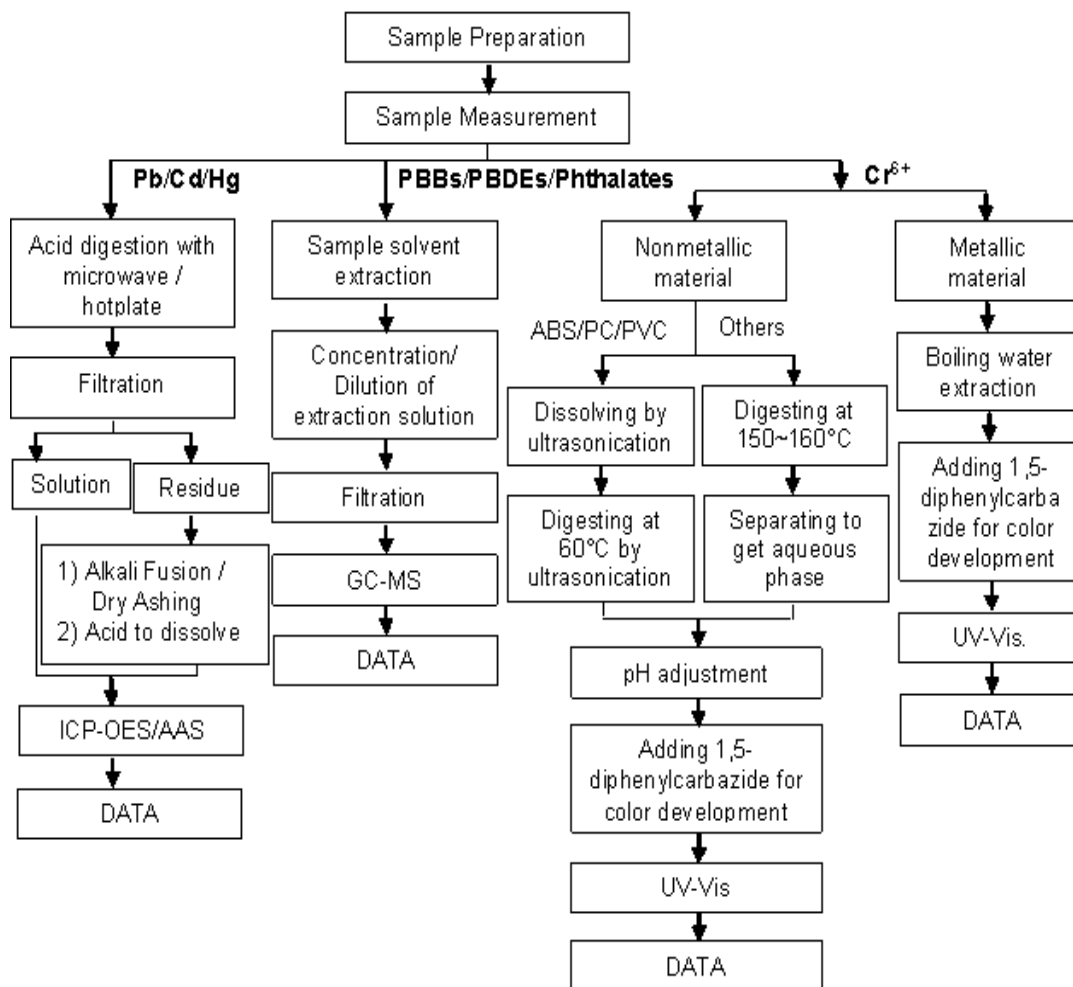 Sample Preparation
Sample Measurement
Pb/Cd/Hg
PBBs/PBDEs/Phthalates
Cr6+
Acid digestion with
microwave /
hotplate
Filtration
Solution
Residue
1) Alkali Fusion /
Dry Ashing
2) Acid to dissolve
ICP-OES/AAS
DATA
Sample solvent
extraction
Concentration/
Dilution of
extraction solution
Filtration
GC-MS
DATA
Nonmetallic
material
ABS/PC/PVC
Others
Dissolving by
ultrasonication
Digesting at
60°C by
ultrasonication
Digesting at
150~160°C
Separating to
get aqueous
phase
pH adjustment
Adding 1,5-
diphenylcarbazide for
color development
UV-Vis
DATA
Metallic
material
Boiling water
extraction
Adding 1,5-
diphenylcarba
zide for color
development
UV-Vis.
DATA